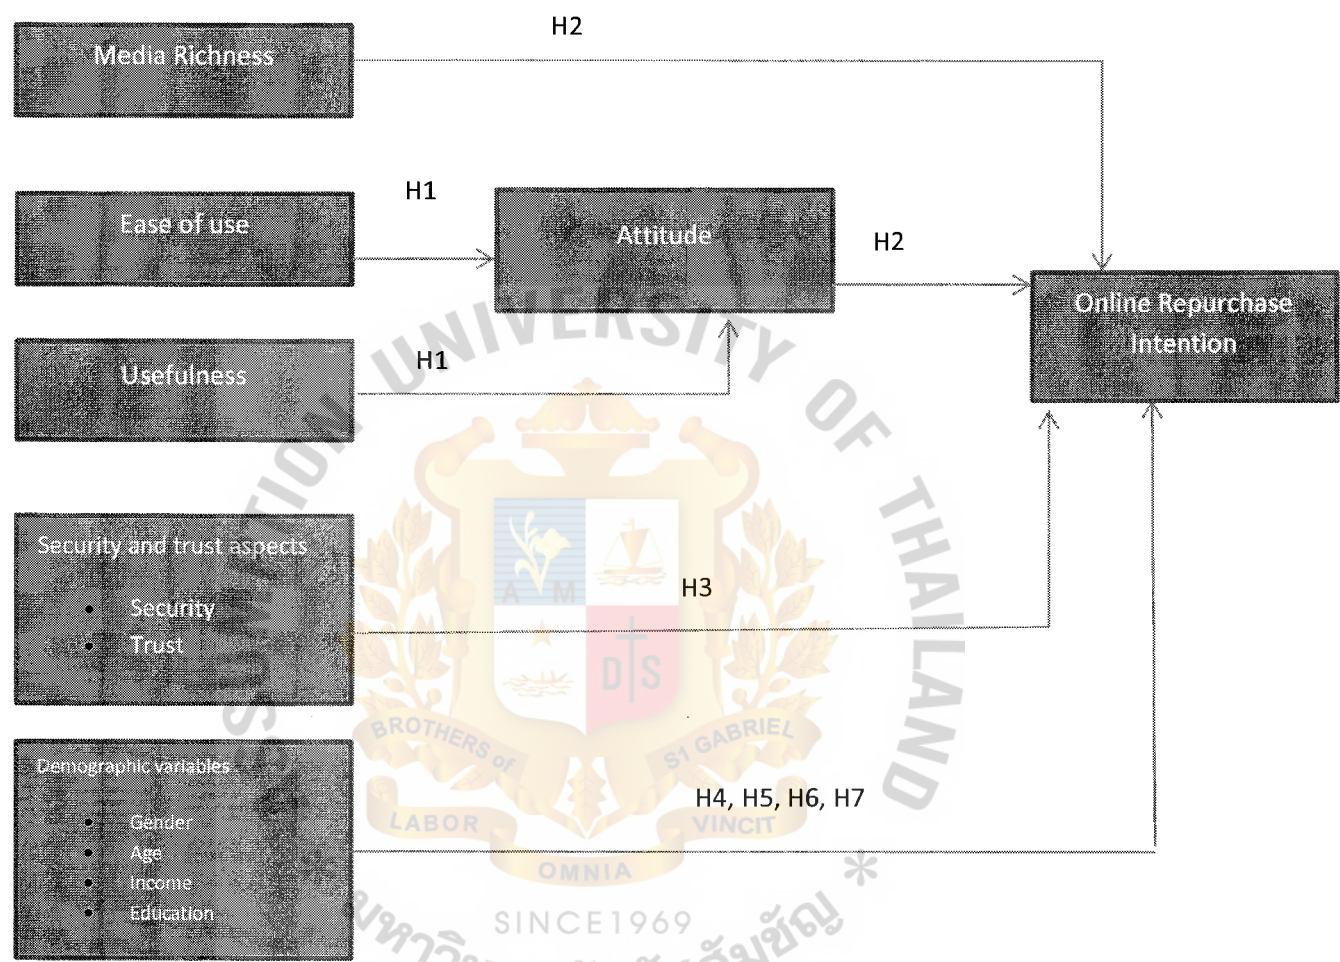 H2
Media Richness
H1
Ease of use
Attitude
H2
Online Repurchase
Intention
Usefulness
H1
Security and trust aspects
• Security
• Trust
H3
Demographic variables
• Gender
• Age
• Income
• Education
H4, H5, H6, H7
UNIVERSITY OF THAILAND
A M
D S
BROTHERS of
ST GABRIEL
LABOR
VINCIT
OMNIA
SINCE1969